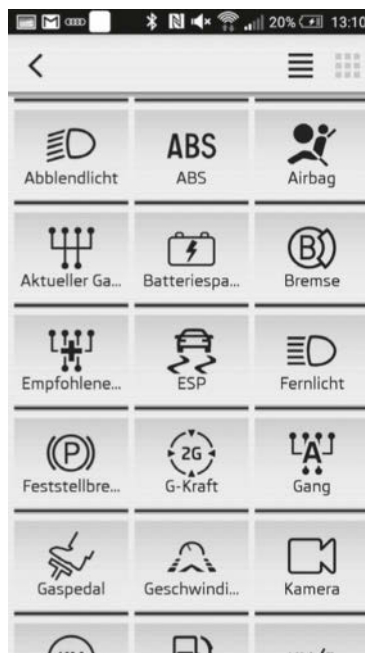 20% 13:10
Abblendlicht
ABS
ABS
Airbag
Aktueller Ga...
Batteriespa...
B
Bremse
Empfohlene...
ESP
Fernlicht
P
Feststellbre...
2G
G-Kraft
A
Gang
Gaspedal
Geschwindi...
Kamera